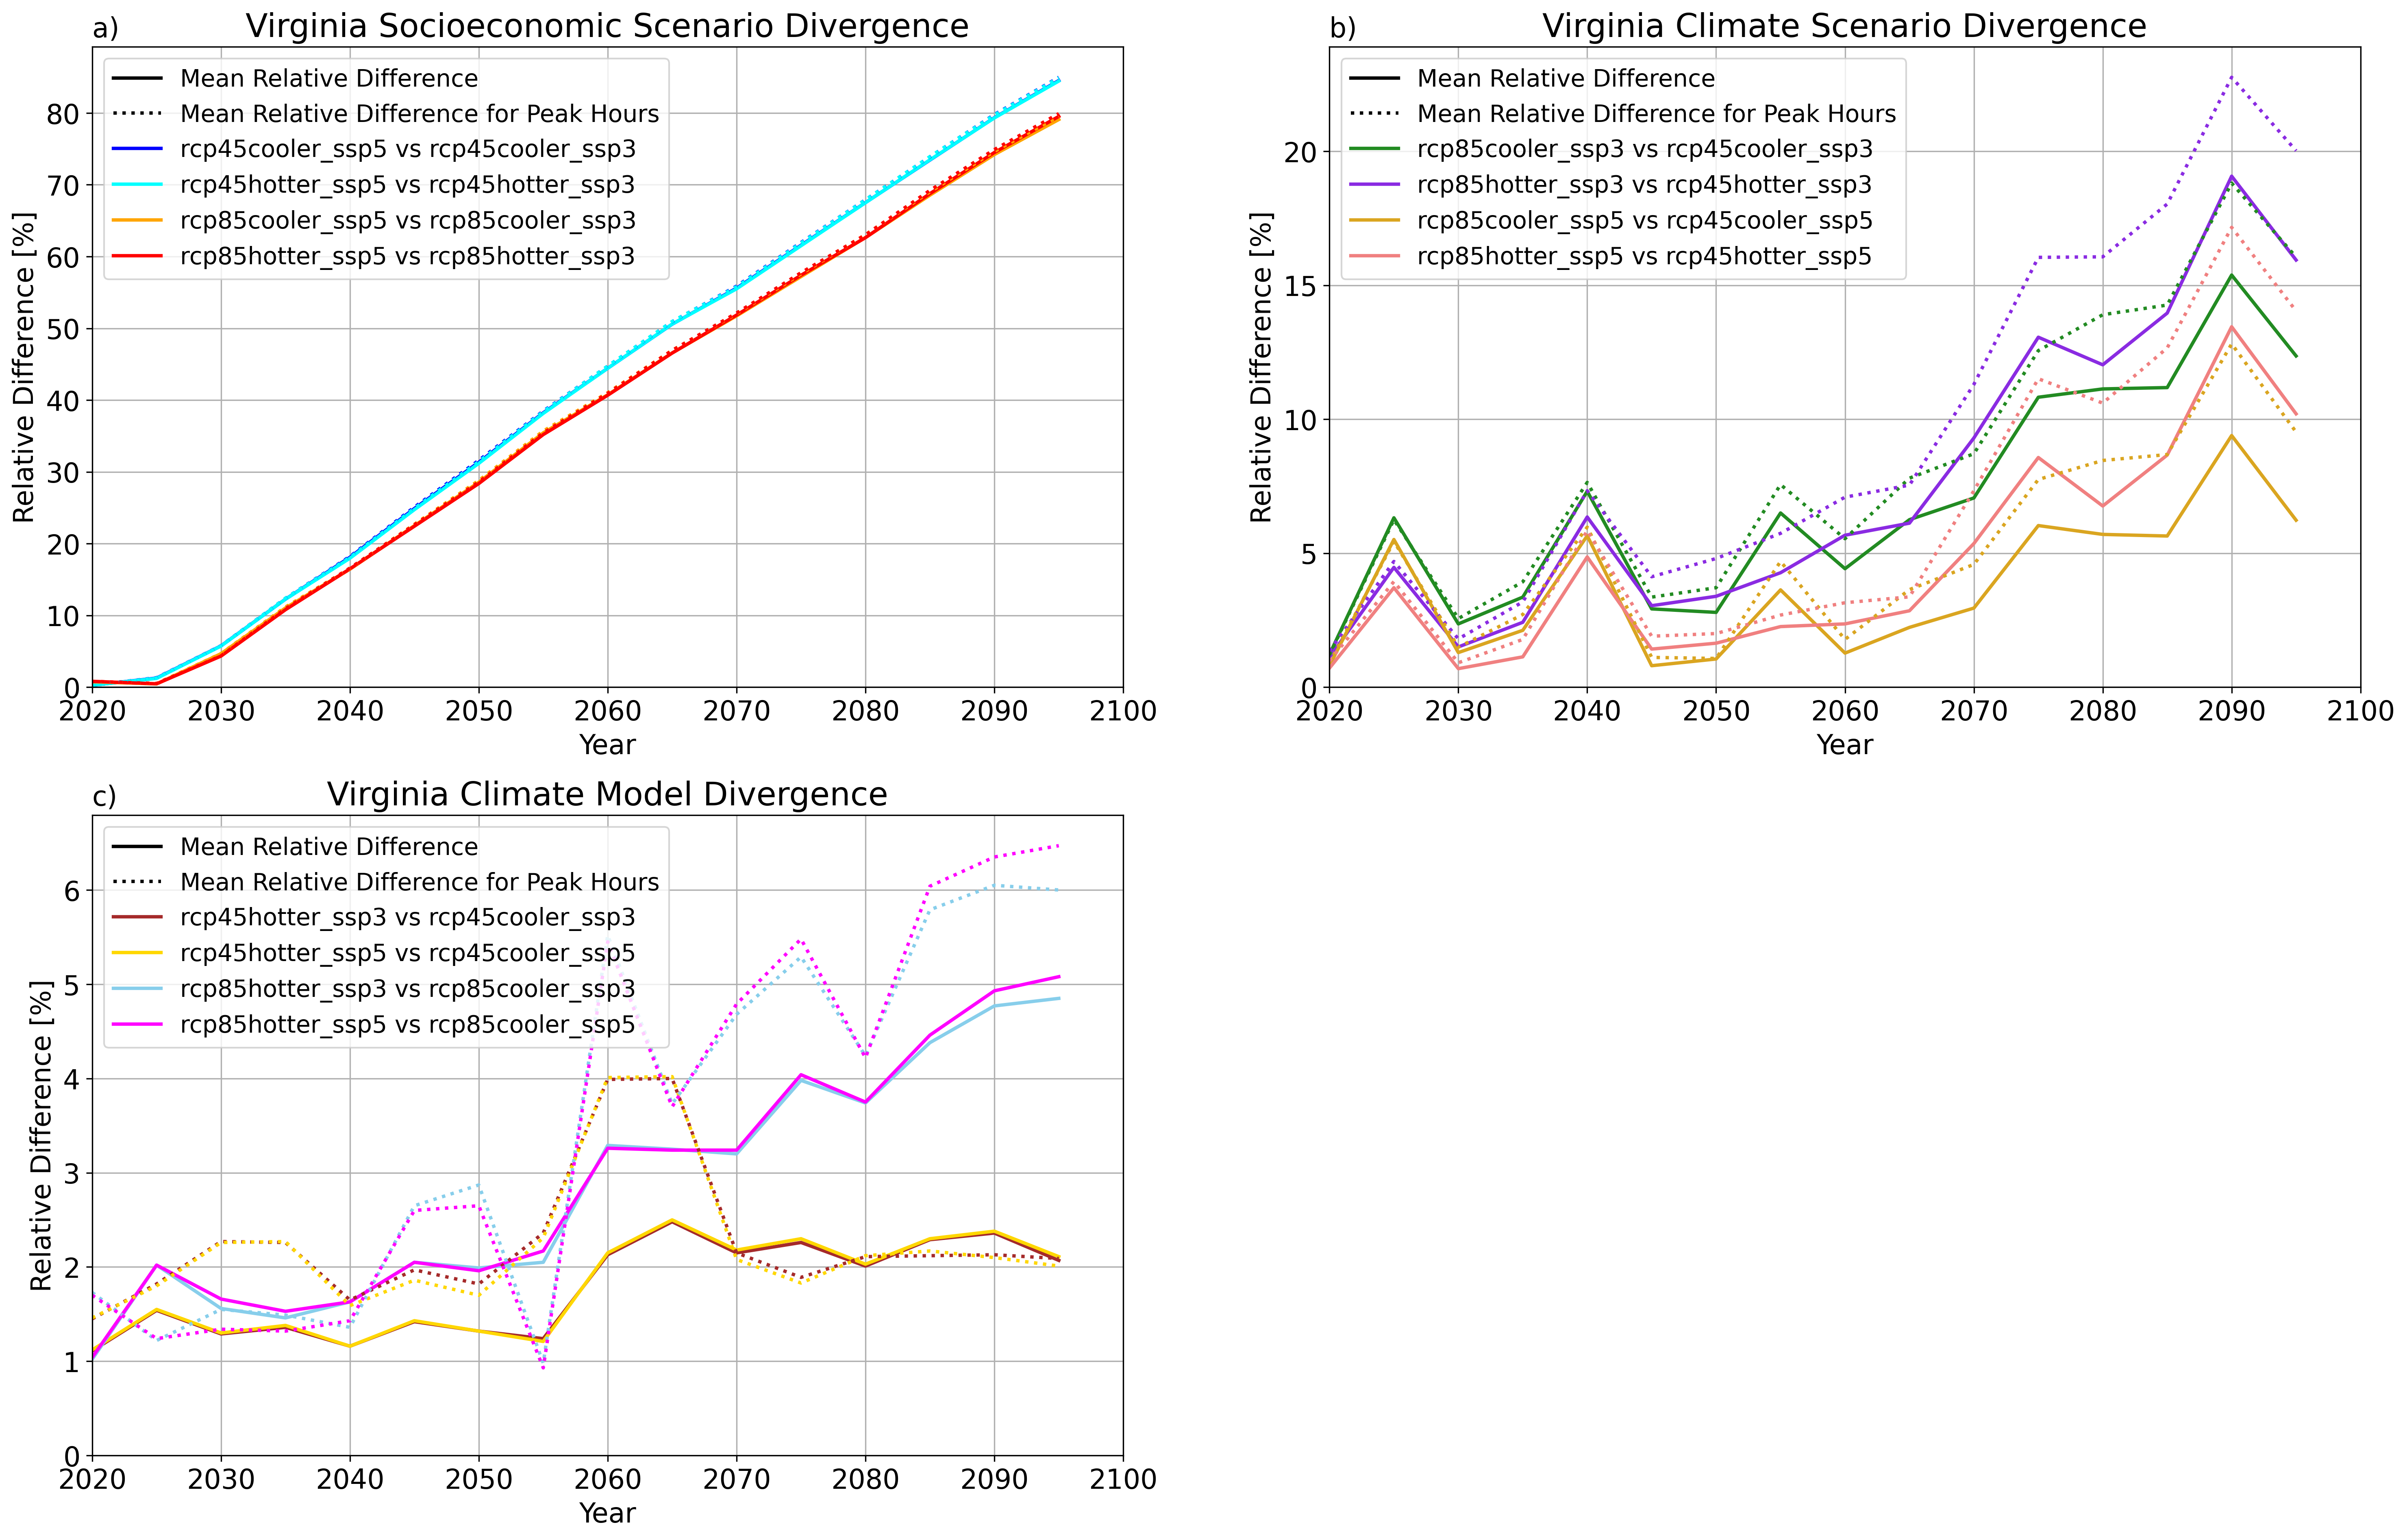 a)
Virginia Socioeconomic Scenario Divergence
Mean Relative Difference
Mean Relative Difference for Peak Hours
rcp45cooler_ssp5 vs rcp45cooler_ssp3
rcp45hotter_ssp5 vs rcp45hotter_ssp3
rcp85cooler_ssp5 vs rcp85cooler_ssp3
rcp85hotter_ssp5 vs rcp85hotter_ssp3
Relative Difference [%]
80
70
60
50
40
30
20
10
0
2020 2030 2040 2050 2060 2070 2080 2090 2100
Year
b)
Virginia Climate Scenario Divergence
Mean Relative Difference
Mean Relative Difference for Peak Hours
rcp85cooler_ssp3 vs rcp45cooler_ssp3
rcp85hotter_ssp3 vs rcp45hotter_ssp3
rcp85cooler_ssp5 vs rcp45cooler_ssp5
rcp85hotter_ssp5 vs rcp45hotter_ssp5
Relative Difference [%]
20
15
10
5
0
2020 2030 2040 2050 2060 2070 2080 2090 2100
Year
c)
Virginia Climate Model Divergence
Mean Relative Difference
Mean Relative Difference for Peak Hours
rcp45hotter_ssp3 vs rcp45cooler_ssp3
rcp45hotter_ssp5 vs rcp45cooler_ssp5
rcp85hotter_ssp3 vs rcp85cooler_ssp3
rcp85hotter_ssp5 vs rcp85cooler_ssp5
Relative Difference [%]
6
5
4
3
2
1
0
2020 2030 2040 2050 2060 2070 2080 2090 2100
Year